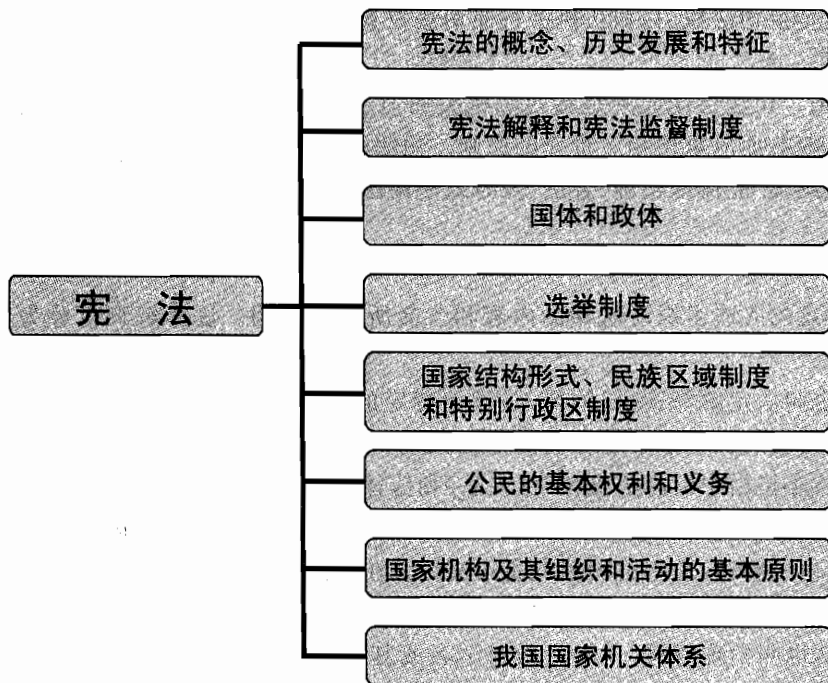 宪法的概念、历史发展和特征
宪法解释和宪法监督制度
国体和政体
宪 法
选举制度
国家结构形式、民族区域制度
和特别行政区制度
公民的基本权利和义务
国家机构及其组织和活动的基本原则
我国国家机关体系